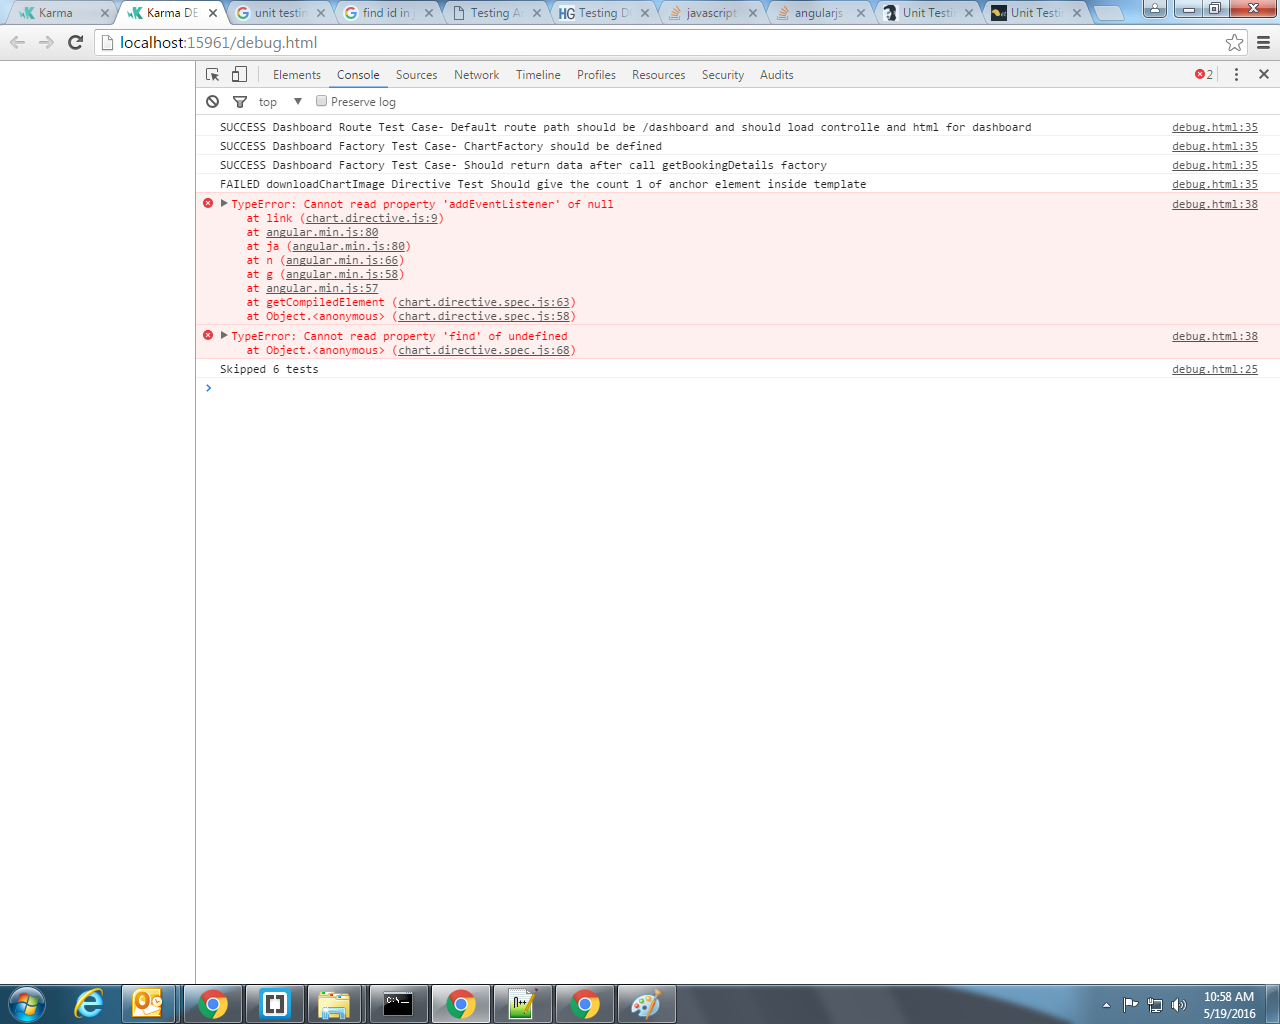 Karma
Karma DE
unit testin
find id in j
Testing A
HG Testing D
javascript
angularjs
Unit Testi
Unit Testi
localhost:15961/debug.html
Elements Console Sources Network Timeline Profiles Resources Security Audits 2
top Preserve log
SUCCESS Dashboard Route Test Case- Default route path should be /dashboard and should load controlle and html for dashboard debug.html:35
SUCCESS Dashboard Factory Test Case- ChartFactory should be defined debug.html:35
SUCCESS Dashboard Factory Test Case- Should return data after call getBookingDetails factory debug.html:35
FAILED downloadChartImage Directive Test Should give the count 1 of anchor element inside template debug.html:35
TypeError: Cannot read property 'addEventListener' of null debug.html:38
at link (chart.directive.js:9)
at angular.min.js:80
at ja (angular.min.js:80)
at n (angular.min.js:66)
at g (angular.min.js:58)
at angular.min.js:57
at getCompiledElement (chart.directive.spec.js:63)
at Object.<anonymous> (chart.directive.spec.js:58)
TypeError: Cannot read property 'find' of undefined debug.html:38
at Object.<anonymous> (chart.directive.spec.js:68)
Skipped 6 tests debug.html:25
10:58 AM
5/19/2016